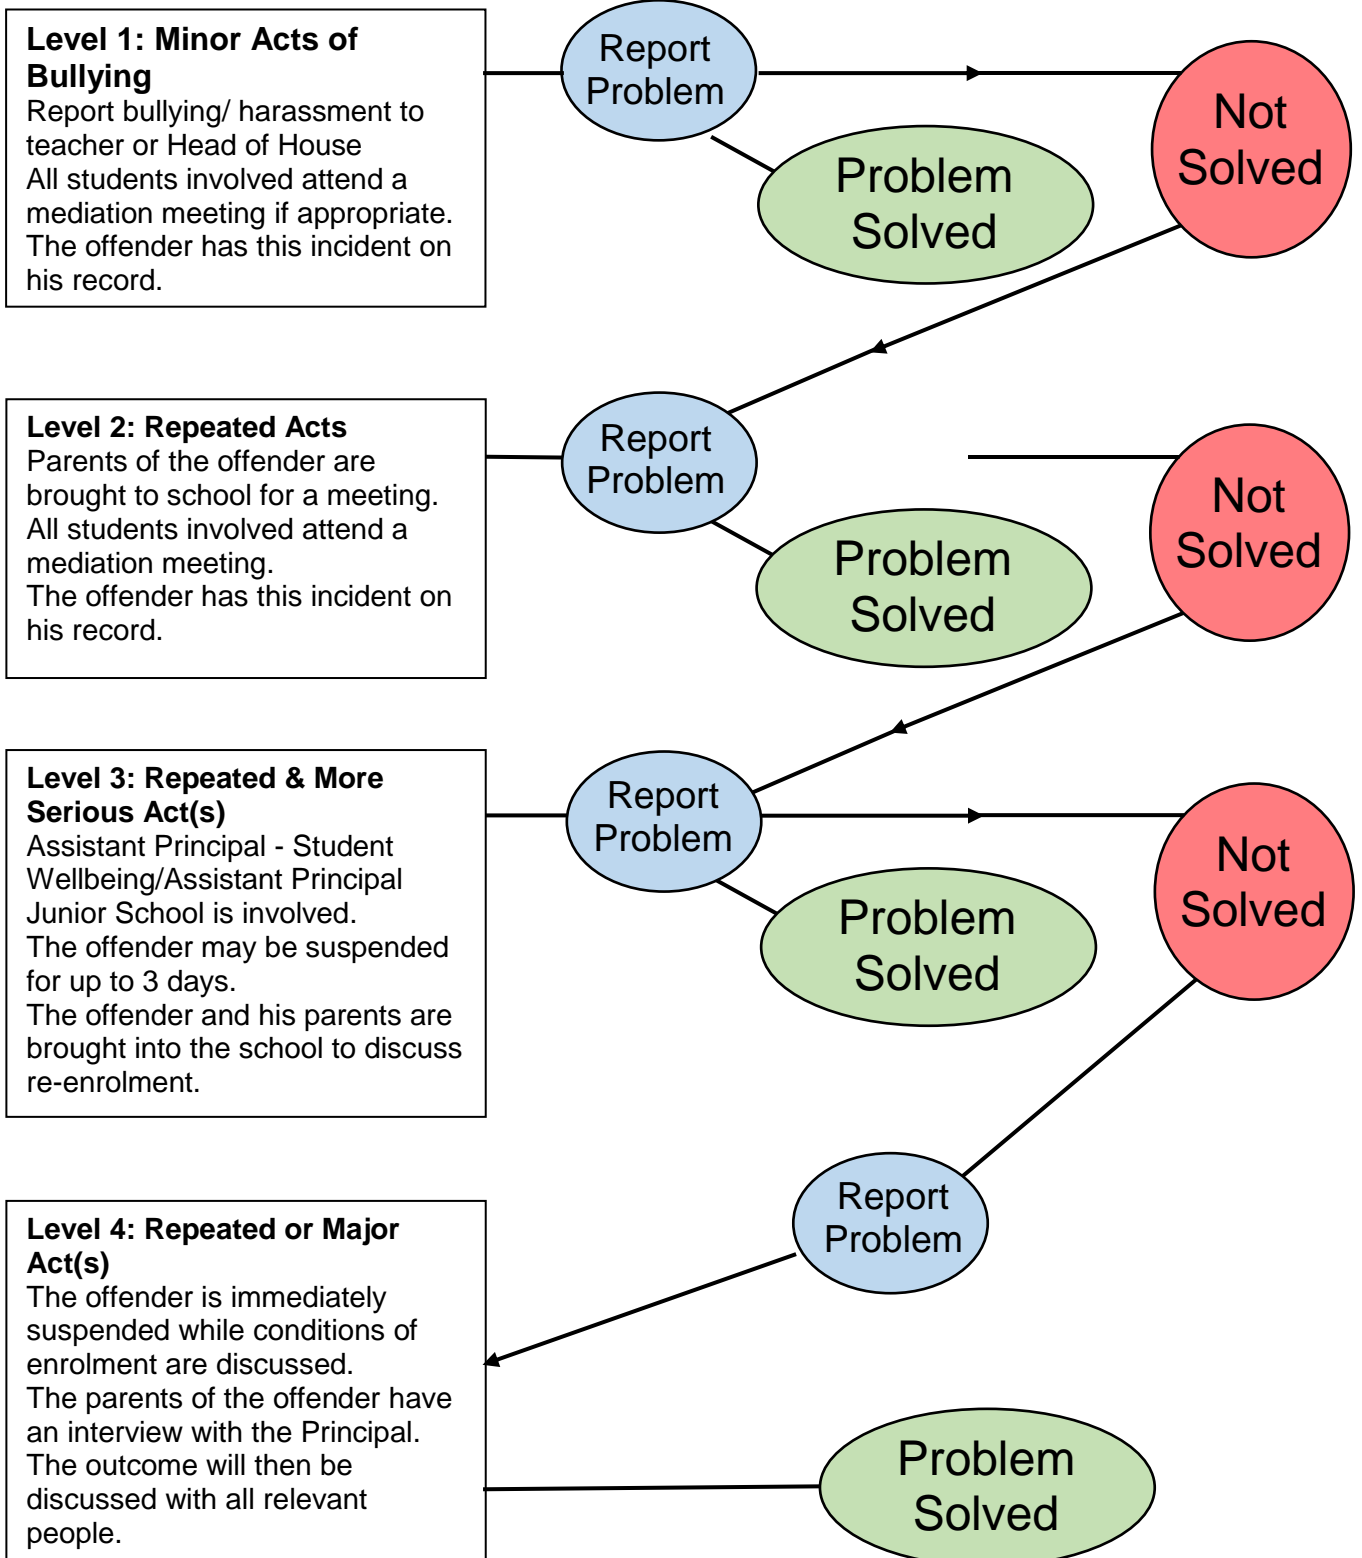 Level 1: Minor Acts of
Bullying
Report bullying/ harassment to
teacher or Head of House
All students involved attend a
mediation meeting if appropriate.
The offender has this incident on
his record.
Report
Problem
Problem
Solved
Not
Solved
Level 2: Repeated Acts
Parents of the offender are
brought to school for a meeting.
All students involved attend a
mediation meeting.
The offender has this incident on
his record.
Report
Problem
Problem
Solved
Not
Solved
Level 3: Repeated & More
Serious Act(s)
Assistant Principal - Student
Wellbeing/Assistant Principal
Junior School is involved.
The offender may be suspended
for up to 3 days.
The offender and his parents are
brought into the school to discuss
re-enrolment.
Report
Problem
Problem
Solved
Not
Solved
Report
Problem
Level 4: Repeated or Major
Act(s)
The offender is immediately
suspended while conditions of
enrolment are discussed.
The parents of the offender have
an interview with the Principal.
The outcome will then be
discussed with all relevant
people.
Problem
Solved